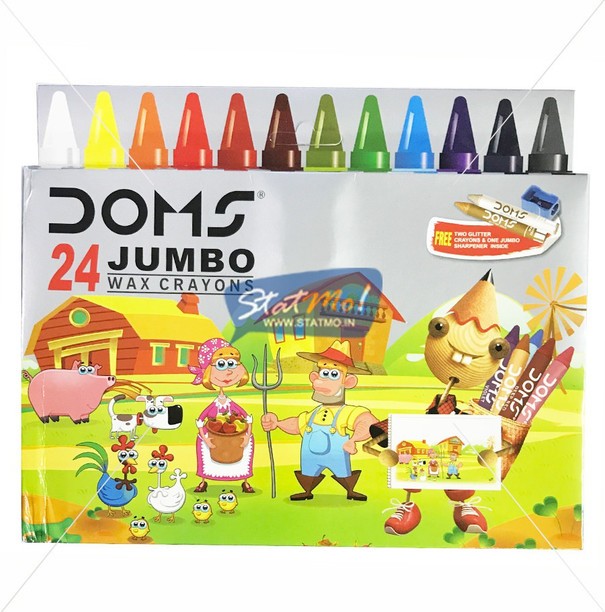 DOMS®
24 JUMBO
WAX CRAYONS
DOMS
DOMS
FREE TWO GLITTER
CRAYONS & ONE JUMBO
SHARPENER INSIDE
StatMo!
WWW.STATMO.IN
DOMS
DOMS
DOMS